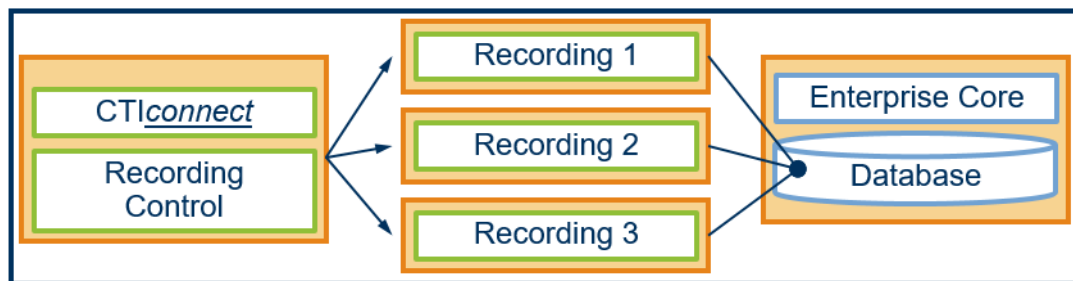 CTIconnect
Recording
Control
Recording 1
Recording 2
Recording 3
Enterprise Core
Database